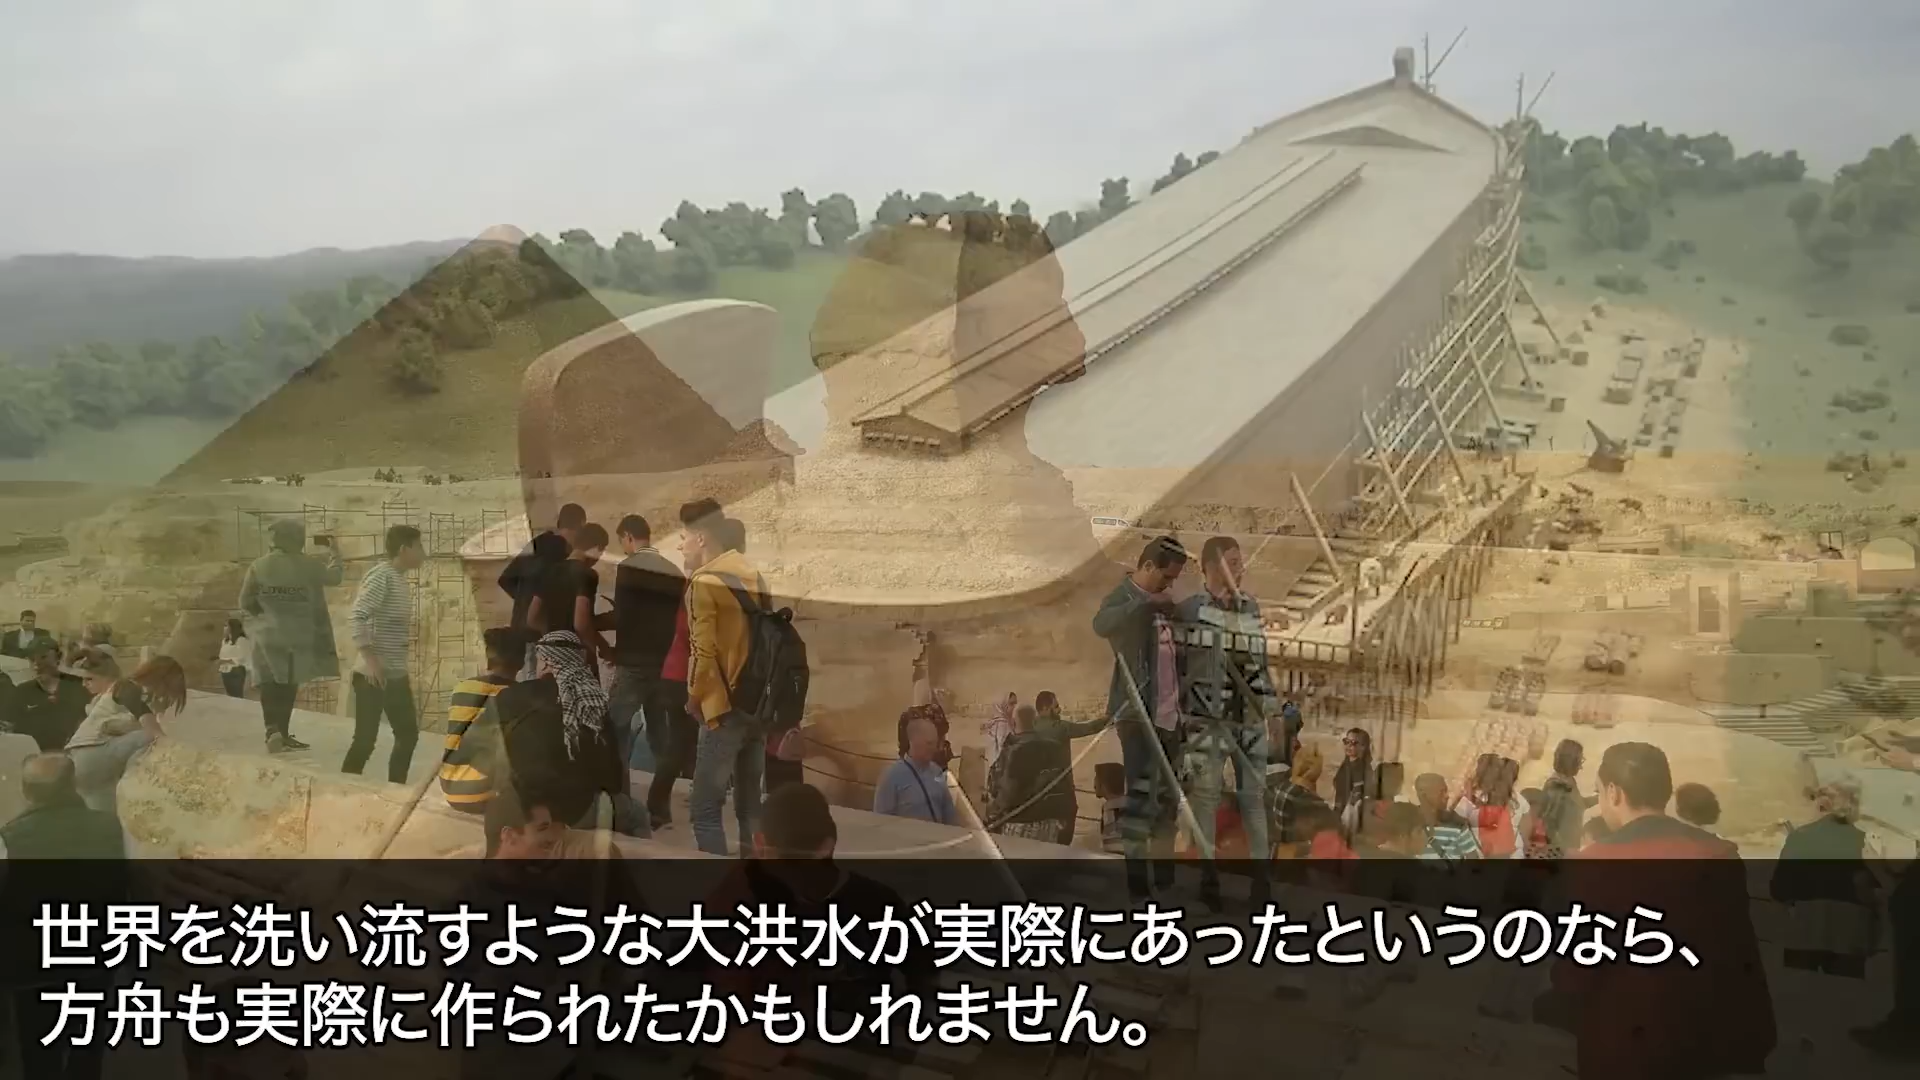 世界を洗い流すような大洪水が実際にあったというのなら、
方舟も実際に作られたかもしれません。